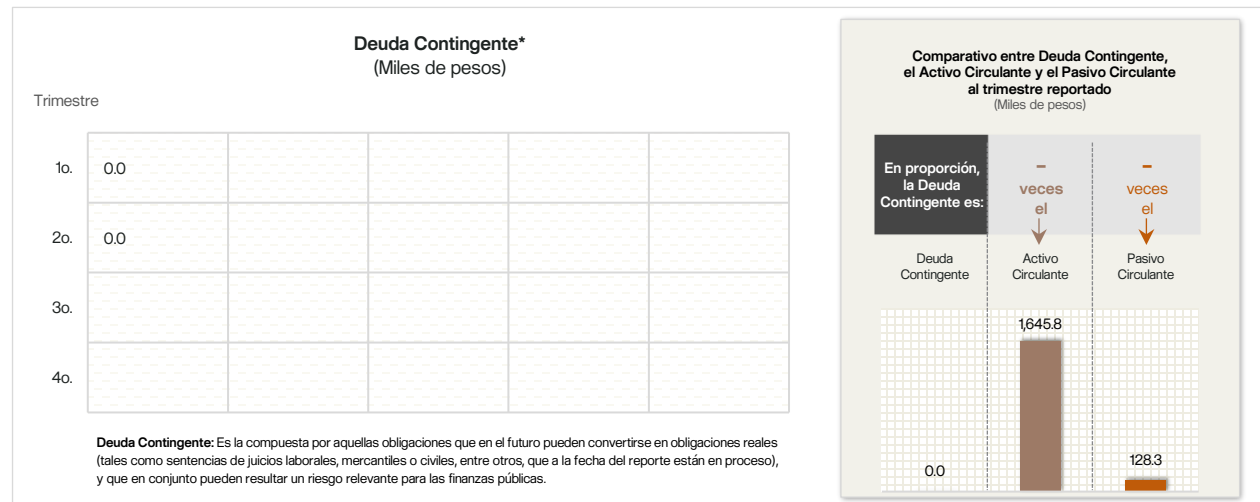 Deuda Contingente*
(Miles de pesos)
Trimestre
1o. 0.0
2o. 0.0
3o.
4o.
Deuda Contingente: Es la compuesta por aquellas obligaciones que en el futuro pueden convertirse en obligaciones reales
(tales como sentencias de juicios laborales, mercantiles o civiles, entre otros, que a la fecha del reporte están en proceso),
y que en conjunto pueden resultar un riesgo relevante para las finanzas públicas.
Comparativo entre Deuda Contingente,
el Activo Circulante y el Pasivo Circulante
al trimestre reportado
(Miles de pesos)
En proporción,
la Deuda
Contingente es:
–
veces
el
–
veces
el
Deuda
Contingente
Activo
Circulante
Pasivo
Circulante
0.0
1,645.8
128.3